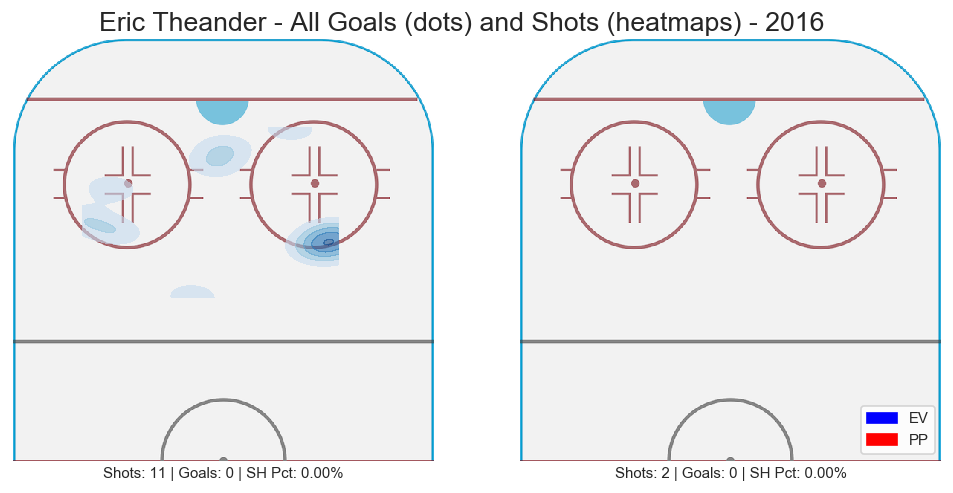 Eric Theander - All Goals (dots) and Shots (heatmaps) - 2016
EV
PP
Shots: 11 | Goals: 0 | SH Pct: 0.00%
Shots: 2 | Goals: 0 | SH Pct: 0.00%